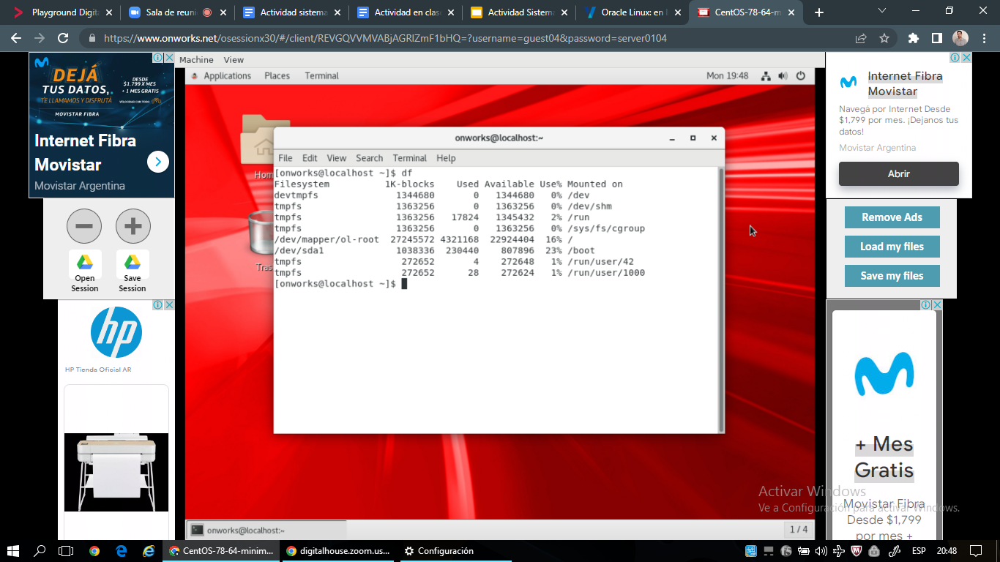 Playground Digit
Sala de reuni
Actividad sistema
Actividad en clas
Actividad Sistema
Oracle Linux: en l
CentOS-78-64-m
https://www.onworks.net/osessionx30/#/client/REVGQVVMVABjAGRlZmF1bHQ=?username=guest04&password=server0104
Machine View
Applications Places Terminal
Mon 19:48
DEJÁ
TUS DATOS,
TE LLAMAMOS Y DISFRUTÁ
MOVISTAR FIBRA
DESDE
$1.799 X MES
+ 1 MES GRATIS
VELOCIDAD CON TODO
Internet Fibra
Movistar
Movistar Argentina
Open
Session
Save
Session
hp
HP Tienda Oficial AR
Home
Tras
onworks@localhost:~
File Edit View Search Terminal Help
[onworks@localhost ~]$ df
Filesystem 1K-blocks Used Available Use% Mounted on
devtmpfs 1344680 0 1344680 0% /dev
tmpfs 1363256 0 1363256 0% /dev/shm
tmpfs 1363256 17824 1345432 2% /run
tmpfs 1363256 0 1363256 0% /sys/fs/cgroup
/dev/mapper/ol-root 27245572 4321168 22924404 16% /
/dev/sda1 1038336 230440 807896 23% /boot
tmpfs 272652 4 272648 1% /run/user/42
tmpfs 272652 28 272624 1% /run/user/1000
[onworks@localhost ~]$
Internet Fibra
Movistar
Navegá por Internet Desde
$1,799 por mes. ¡Dejanos tus
datos!
Movistar Argentina
Abrir
Remove Ads
Load my files
Save my files
+ Mes
Gratis
Movistar Fibra
Desde $1,799
por mes +
Activar Windows
Ve a Configuración para activar Windows.
onworks@localhost:~
1 / 4
CentOS-78-64-minim...
digitalhouse.zoom.us...
Configuración
ESP
20:48